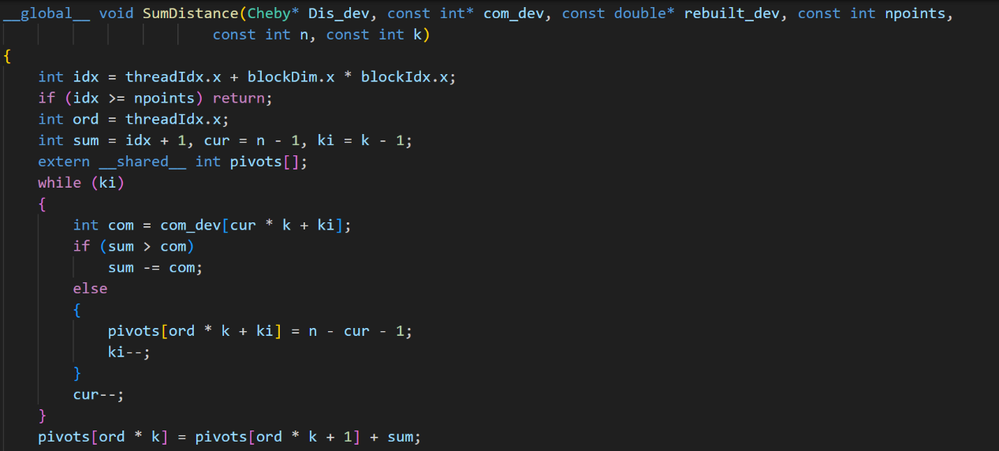 __global__ void SumDistance(Cheby* Dis_dev, const int* com_dev, const double* rebuilt_dev, const int npoints,
                        const int n, const int k)
{
    int idx = threadIdx.x + blockDim.x * blockIdx.x;
    if (idx >= npoints) return;
    int ord = threadIdx.x;
    int sum = idx + 1, cur = n - 1, ki = k - 1;
    extern __shared__ int pivots[];
    while (ki)
    {
        int com = com_dev[cur * k + ki];
        if (sum > com)
            sum -= com;
        else
        {
            pivots[ord * k + ki] = n - cur - 1;
            ki--;
        }
        cur--;
    }
    pivots[ord * k] = pivots[ord * k + 1] + sum;